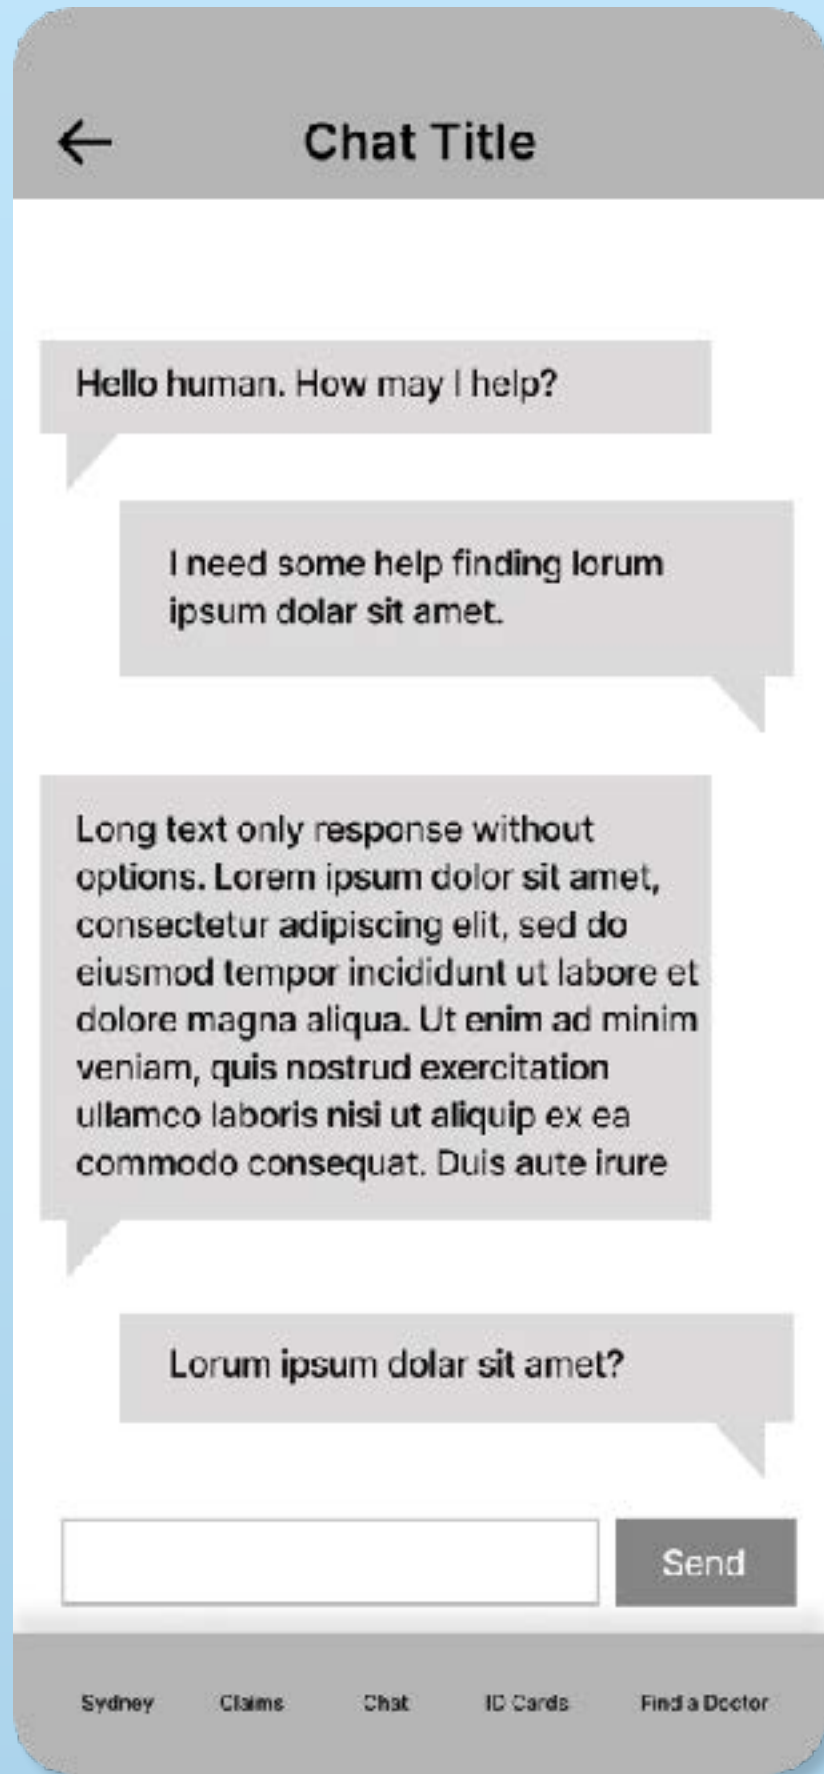 Chat Title
Hello human. How may I help?
I need some help finding lorum
ipsum dolar sit amet.
Long text only response without
options. Lorem ipsum dolor sit amet,
consectetur adipiscing elit, sed do
eiusmod tempor incididunt ut labore et
dolore magna aliqua. Ut enim ad minim
veniam, quis nostrud exercitation
ullamco laboris nisi ut aliquip ex ea
commodo consequat. Duis aute irure
Lorum ipsum dolar sit amet?
Send
Sydney Claims Chat ID Cards Find a Doctor